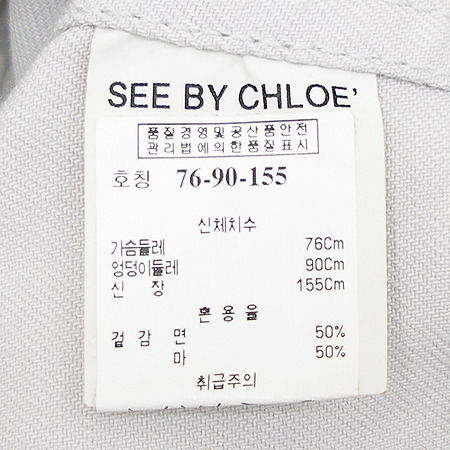 SEE BY CHLOE'
품질경영및공산품안전
관리법에의한품질표시
호칭 76-90-155
신체치수
가슴둘레 76Cm
엉덩이둘레 90Cm
신 장 155Cm
혼용율
겉감 면 50%
마 50%
취급주의